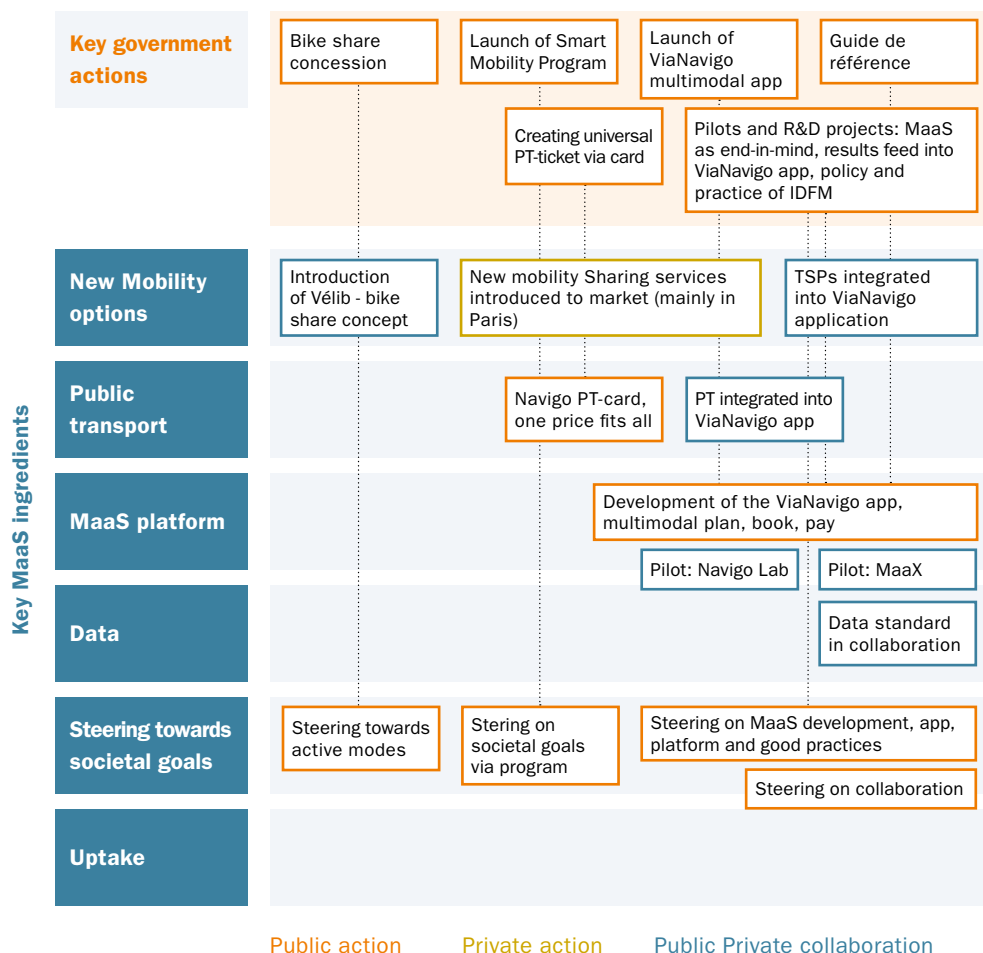 Key government
actions
Bike share
concession
Launch of Smart
Mobility Program
Launch of
ViaNavigo
multimodal app
Guide de
référence
Creating universal
PT-ticket via card
Pilots and R&D projects: MaaS
as end-in-mind, results feed into
ViaNavigo app, policy and
practice of IDFM
Key MaaS ingredients
New Mobility
options
Introduction
of Vélib - bike
share concept
New mobility Sharing services
introduced to market (mainly in
Paris)
TSPs integrated
into ViaNavigo
application
Public
transport
Navigo PT-card,
one price fits all
PT integrated into
ViaNavigo app
MaaS platform
Development of the ViaNavigo app,
multimodal plan, book, pay
Pilot: Navigo Lab
Pilot: MaaX
Data
Data standard
in collaboration
Steering towards
societal goals
Steering towards
active modes
Stering on
societal goals
via program
Steering on MaaS development, app,
platform and good practices
Steering on collaboration
Uptake
Public action
Private action
Public Private collaboration